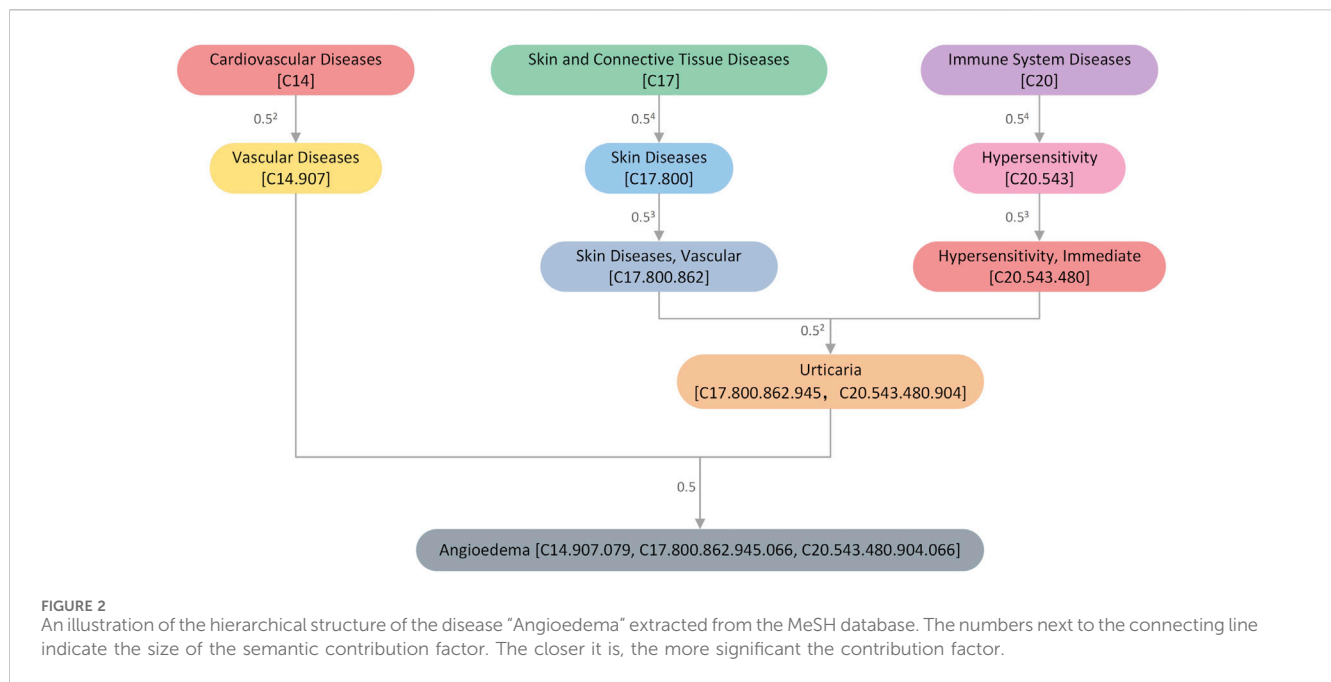 Cardiovascular Diseases
[C14]
Skin and Connective Tissue Diseases
[C17]
Immune System Diseases
[C20]
0.5²
0.5⁴
0.5⁴
Vascular Diseases
[C14.907]
Skin Diseases
[C17.800]
Hypersensitivity
[C20.543]
0.5³
0.5³
Skin Diseases, Vascular
[C17.800.862]
Hypersensitivity, Immediate
[C20.543.480]
0.5²
Urticaria
[C17.800.862.945， C20.543.480.904]
0.5
Angioedema [C14.907.079, C17.800.862.945.066, C20.543.480.904.066]
FIGURE 2
An illustration of the hierarchical structure of the disease “Angioedema” extracted from the MeSH database. The numbers next to the connecting line
indicate the size of the semantic contribution factor. The closer it is, the more significant the contribution factor.